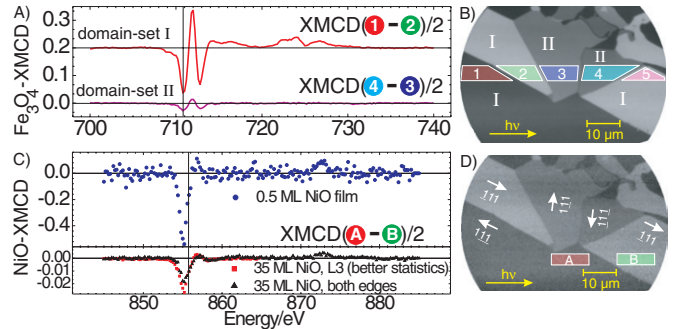 A)
domain-set I
XMCD(1-2)/2
domain-set II
XMCD(4-3)/2
Fe3O4-XMCD
0.3
0.2
0.1
0.0
700 710 720 730 740
B)
I
II
II
I
1 2 3 4 5
I
hν
10 µm
C)
0.0
-0.2
-0.4
0.5 ML NiO film
XMCD(A-B)/2
NiO-XMCD
0.00
-0.01
-0.02
35 ML NiO, L3 (better statistics)
35 ML NiO, both edges
850 860 870 880
Energy/eV
D)
111
111
111
111
111
A B
hν
10 µm